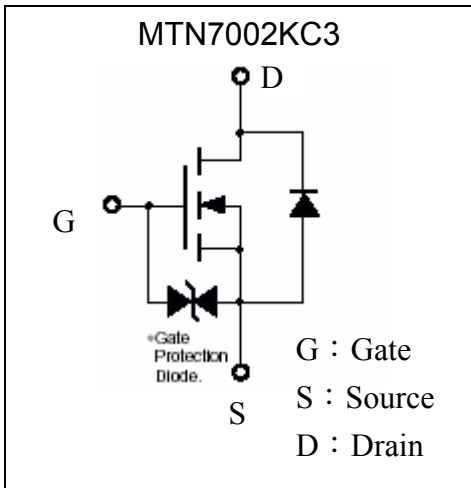 MTN7002KC3
D
G
*Gate
Protection
Diode.
S
G：Gate
S：Source
D：Drain